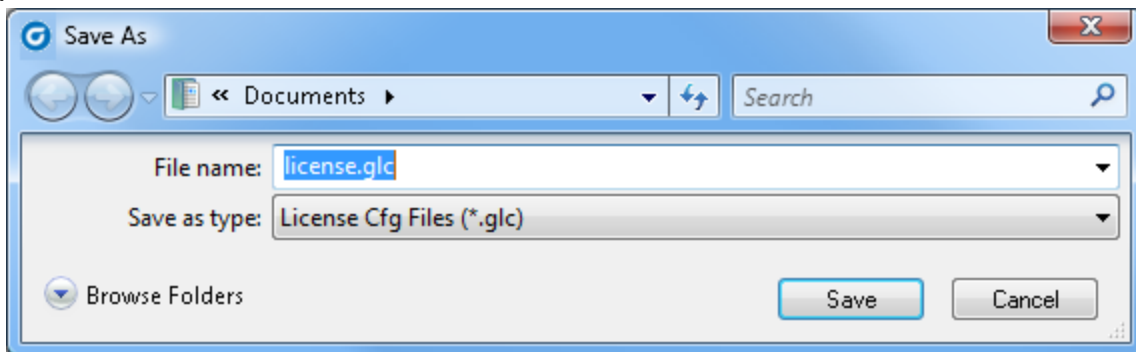 Save As
« Documents
Search
File name: license.glc
Save as type: License Cfg Files (*.glc)
Browse Folders
Save Cancel